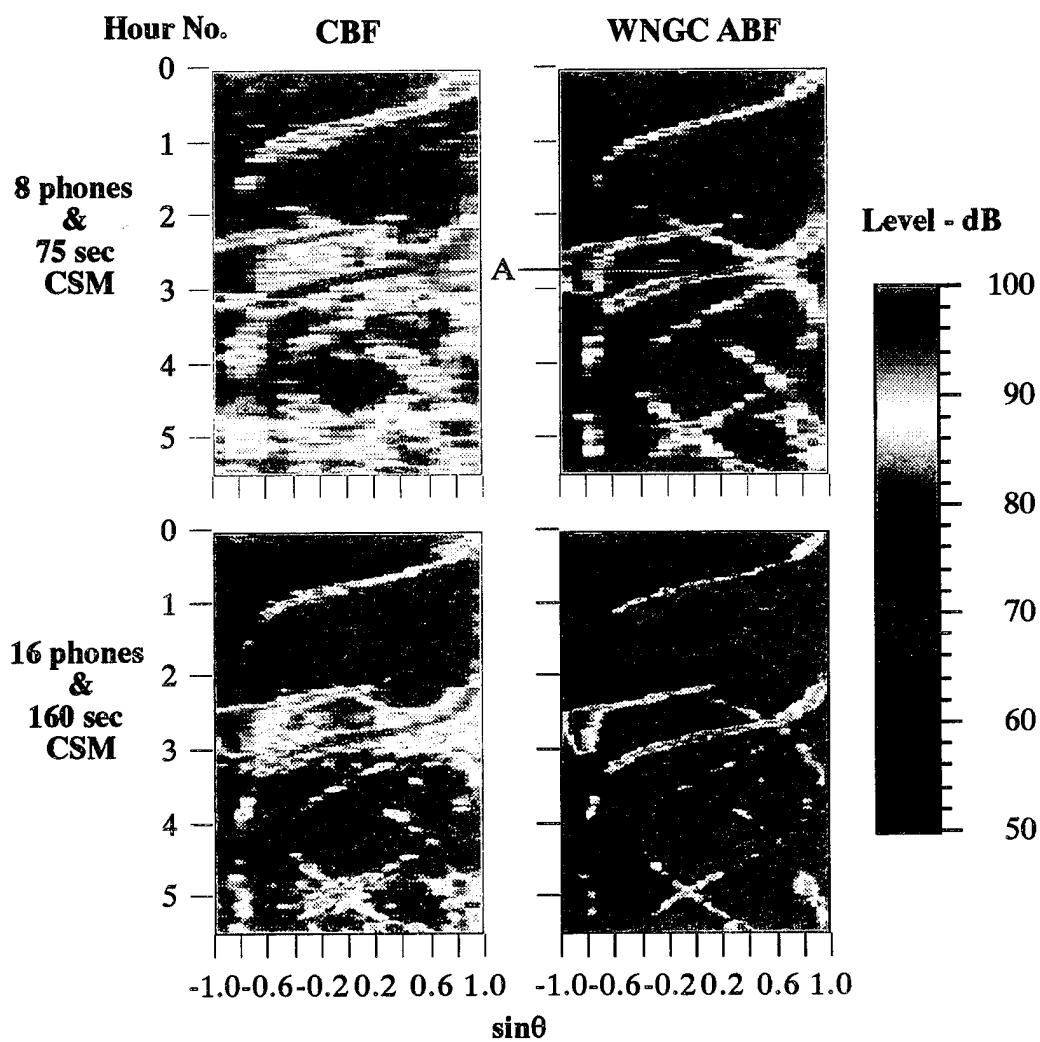 Hour No.
CBF
WNGC ABF
0
1
2
3
4
5
8 phones
&
75 sec
CSM
A
Level - dB
100
90
80
70
60
50
0
1
2
3
4
5
16 phones
&
160 sec
CSM
-1.0 -0.6 -0.2 0.2 0.6 1.0
-1.0 -0.6 -0.2 0.2 0.6 1.0
sinθ